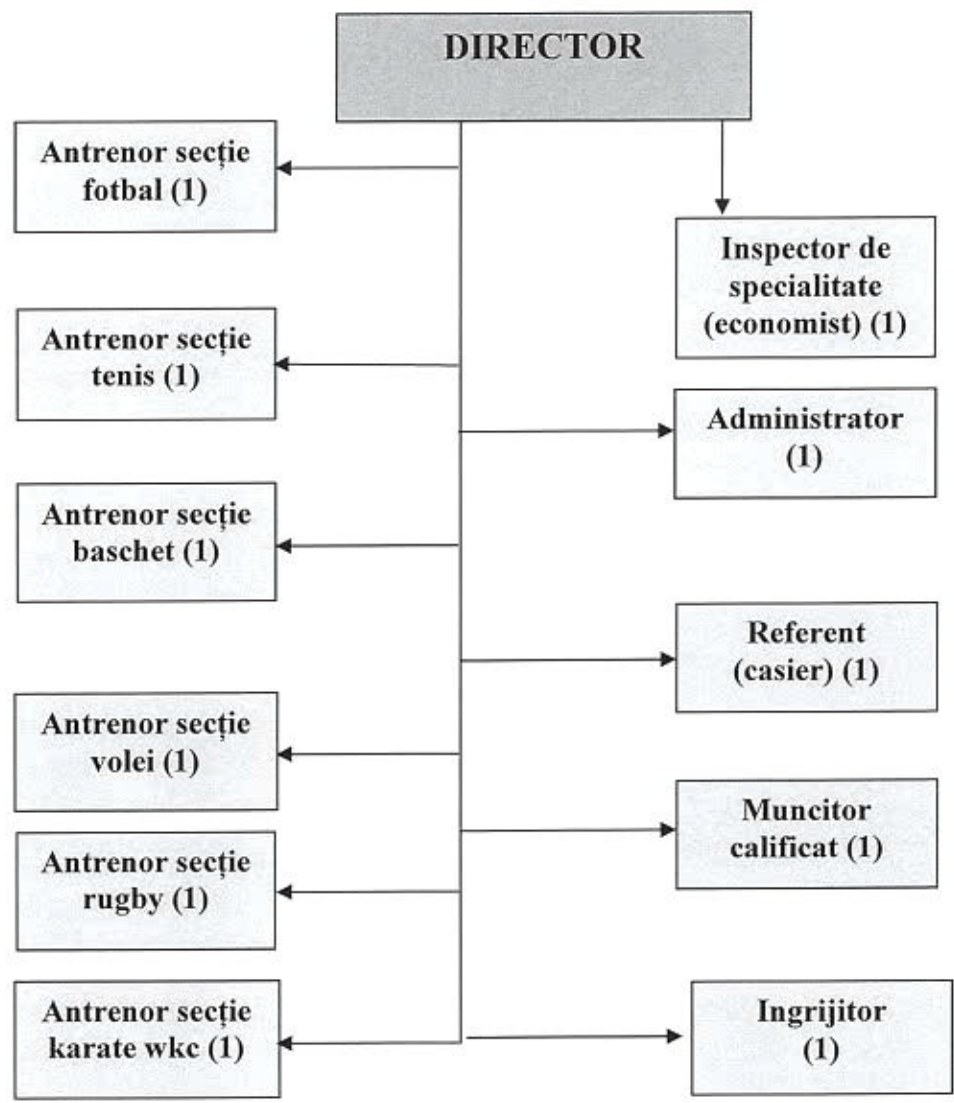 DIRECTOR
Antrenor secție
fotbal (1)
Antrenor secție
tenis (1)
Antrenor secție
baschet (1)
Antrenor secție
volei (1)
Antrenor secție
rugby (1)
Antrenor secție
karate wkc (1)
Inspector de
specialitate
(economist) (1)
Administrator
(1)
Referent
(casier) (1)
Muncitor
calificat (1)
Ingrijitor
(1)